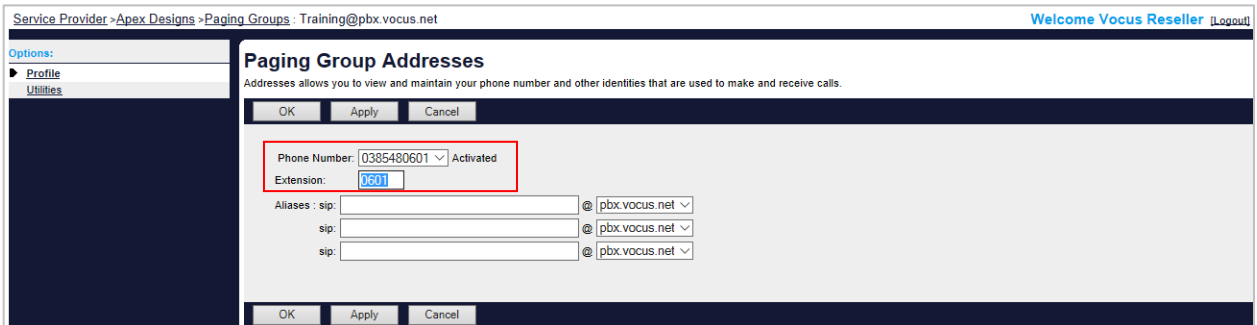 Service Provider >Apex Designs >Paging Groups : Training@pbx.vocus.net Welcome Vocus Reseller [Logout]
Options:
Profile
Utilities
Paging Group Addresses
Addresses allows you to view and maintain your phone number and other identities that are used to make and receive calls.
OK Apply Cancel
Phone Number: 0385480601 Activated
Extension: 0601
Aliases : sip: @ pbx.vocus.net
sip: @ pbx.vocus.net
sip: @ pbx.vocus.net
OK Apply Cancel